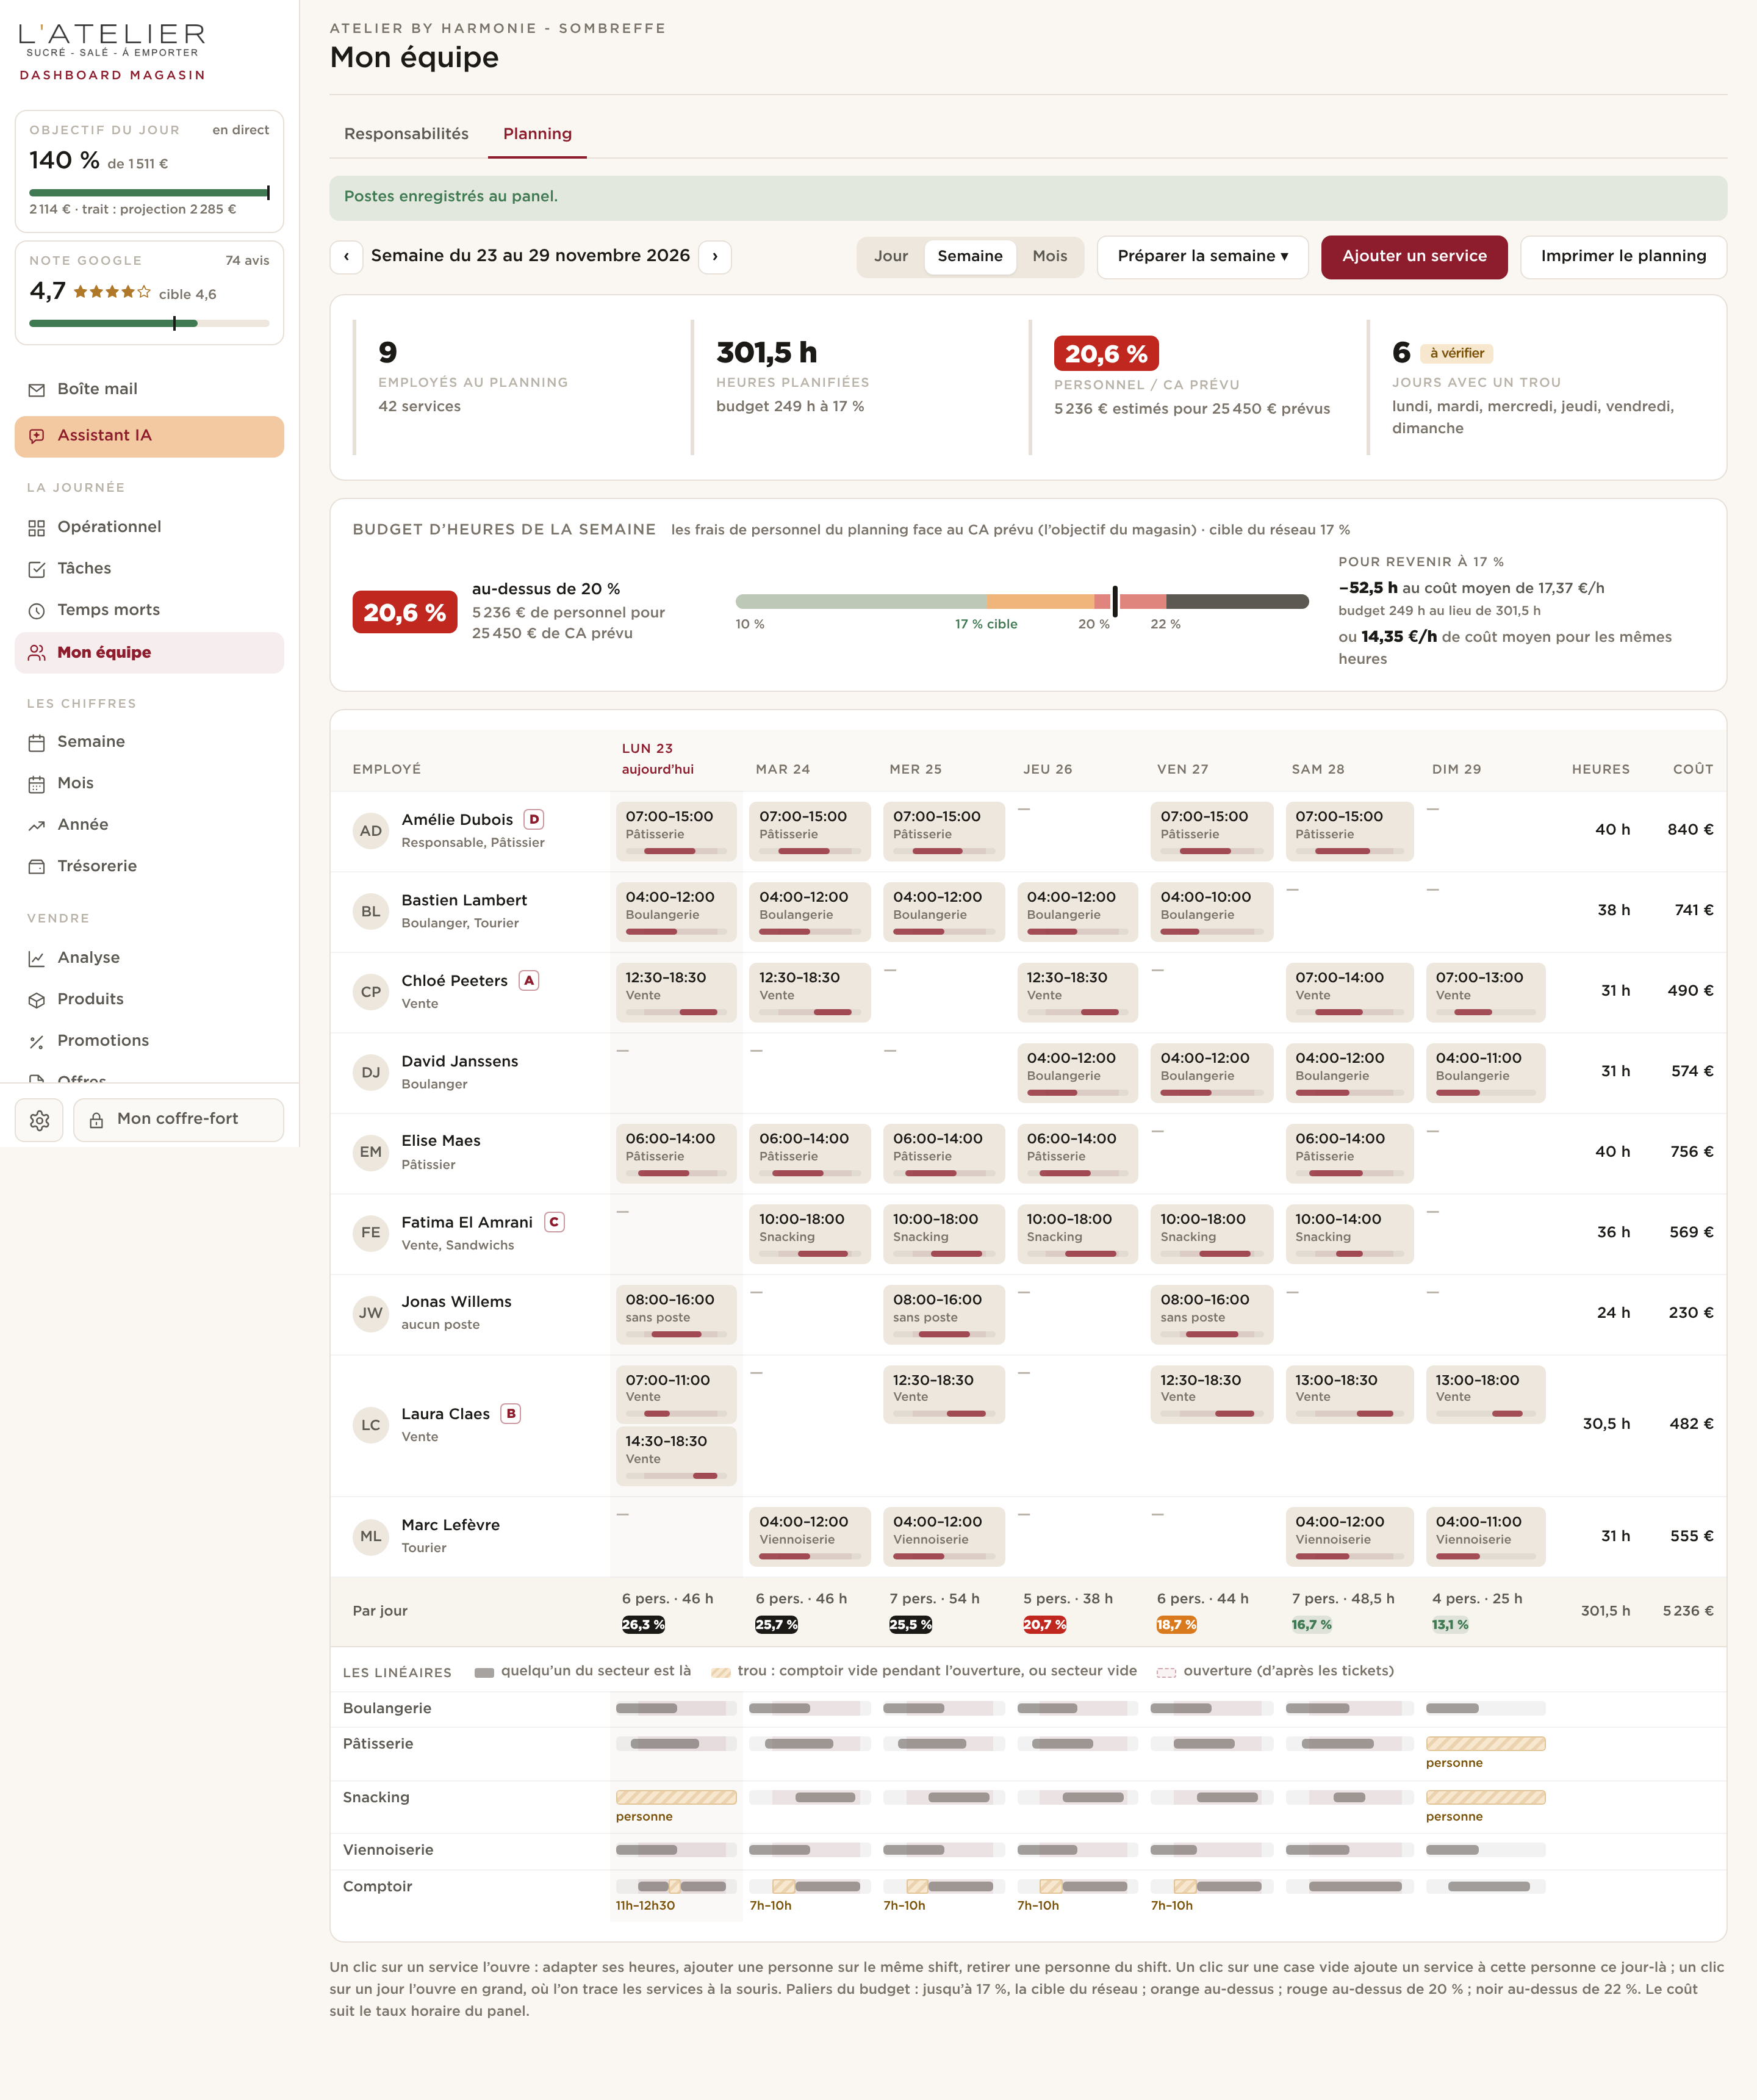 L'ATELIER
SUCRÉ - SALÉ - À EMPORTER
DASHBOARD MAGASIN
OBJECTIF DU JOUR en direct
140 % de 1 511 €
2 114 € · trait : projection 2 285 €
NOTE GOOGLE 74 avis
4,7 ★★★★☆ cible 4,6
Boîte mail
Assistant IA
LA JOURNÉE
Opérationnel
Tâches
Temps morts
Mon équipe
LES CHIFFRES
Semaine
Mois
Année
Trésorerie
VENDRE
Analyse
Produits
Promotions
Offres
Mon coffre-fort
ATELIER BY HARMONIE - SOMBREFFE
Mon équipe
Responsabilités Planning
Postes enregistrés au panel.
‹ Semaine du 23 au 29 novembre 2026 › Jour Semaine Mois Préparer la semaine ▾ Ajouter un service Imprimer le planning
9
EMPLOYÉS AU PLANNING
42 services
301,5 h
HEURES PLANIFIÉES
budget 249 h à 17 %
20,6 %
PERSONNEL / CA PRÉVU
5 236 € estimés pour 25 450 € prévus
6 à vérifier
JOURS AVEC UN TROU
lundi, mardi, mercredi, jeudi, vendredi,
dimanche
BUDGET D'HEURES DE LA SEMAINE les frais de personnel du planning face au CA prévu (l'objectif du magasin) · cible du réseau 17 %
20,6 %
au-dessus de 20 %
5 236 € de personnel pour
25 450 € de CA prévu
10 % 17 % cible 20 % 22 %
POUR REVENIR À 17 %
−52,5 h au coût moyen de 17,37 €/h
budget 249 h au lieu de 301,5 h
ou 14,35 €/h de coût moyen pour les mêmes
heures
EMPLOYÉ LUN 23 aujourd'hui MAR 24 MER 25 JEU 26 VEN 27 SAM 28 DIM 29 HEURES COÛT
AD Amélie Dubois D
Responsable, Pâtissier
07:00–15:00 07:00–15:00 07:00–15:00 — 07:00–15:00 07:00–15:00 — 40 h 840 €
Pâtisserie Pâtisserie Pâtisserie Pâtisserie Pâtisserie
BL Bastien Lambert
Boulanger, Tourier
04:00–12:00 04:00–12:00 04:00–12:00 04:00–12:00 04:00–10:00 — — 38 h 741 €
Boulangerie Boulangerie Boulangerie Boulangerie Boulangerie
CP Chloé Peeters A
Vente
12:30–18:30 12:30–18:30 — 12:30–18:30 — 07:00–14:00 07:00–13:00 31 h 490 €
Vente Vente Vente Vente Vente
DJ David Janssens
Boulanger
— — — 04:00–12:00 04:00–12:00 04:00–12:00 04:00–11:00 31 h 574 €
Boulangerie Boulangerie Boulangerie Boulangerie
EM Elise Maes
Pâtissier
06:00–14:00 06:00–14:00 06:00–14:00 06:00–14:00 — 06:00–14:00 — 40 h 756 €
Pâtisserie Pâtisserie Pâtisserie Pâtisserie Pâtisserie
FE Fatima El Amrani C
Vente, Sandwichs
— 10:00–18:00 10:00–18:00 10:00–18:00 10:00–18:00 10:00–14:00 — 36 h 569 €
Snacking Snacking Snacking Snacking Snacking
JW Jonas Willems
aucun poste
08:00–16:00 — 08:00–16:00 — 08:00–16:00 — — 24 h 230 €
sans poste sans poste sans poste
LC Laura Claes B
Vente
07:00–11:00 — 12:30–18:30 — 12:30–18:30 13:00–18:30 13:00–18:00 30,5 h 482 €
Vente Vente Vente Vente Vente
14:30–18:30
Vente
ML Marc Lefèvre
Tourier
— 04:00–12:00 04:00–12:00 — — 04:00–12:00 04:00–11:00 31 h 555 €
Viennoiserie Viennoiserie Viennoiserie Viennoiserie
Par jour 6 pers. · 46 h 6 pers. · 46 h 7 pers. · 54 h 5 pers. · 38 h 6 pers. · 44 h 7 pers. · 48,5 h 4 pers. · 25 h 301,5 h 5 236 €
26,3 % 25,7 % 25,5 % 20,7 % 18,7 % 16,7 % 13,1 %
LES LINÉAIRES quelqu'un du secteur est là trou : comptoir vide pendant l'ouverture, ou secteur vide ouverture (d'après les tickets)
Boulangerie
Pâtisserie
personne
Snacking
personne personne
Viennoiserie
Comptoir
11h–12h30 7h–10h 7h–10h 7h–10h 7h–10h
Un clic sur un service l'ouvre : adapter ses heures, ajouter une personne sur le même shift, retirer une personne du shift. Un clic sur une case vide ajoute un service à cette personne ce jour-là ; un clic
sur un jour l'ouvre en grand, où l'on trace les services à la souris. Paliers du budget : jusqu'à 17 %, la cible du réseau ; orange au-dessus ; rouge au-dessus de 20 % ; noir au-dessus de 22 %. Le coût
suit le taux horaire du panel.